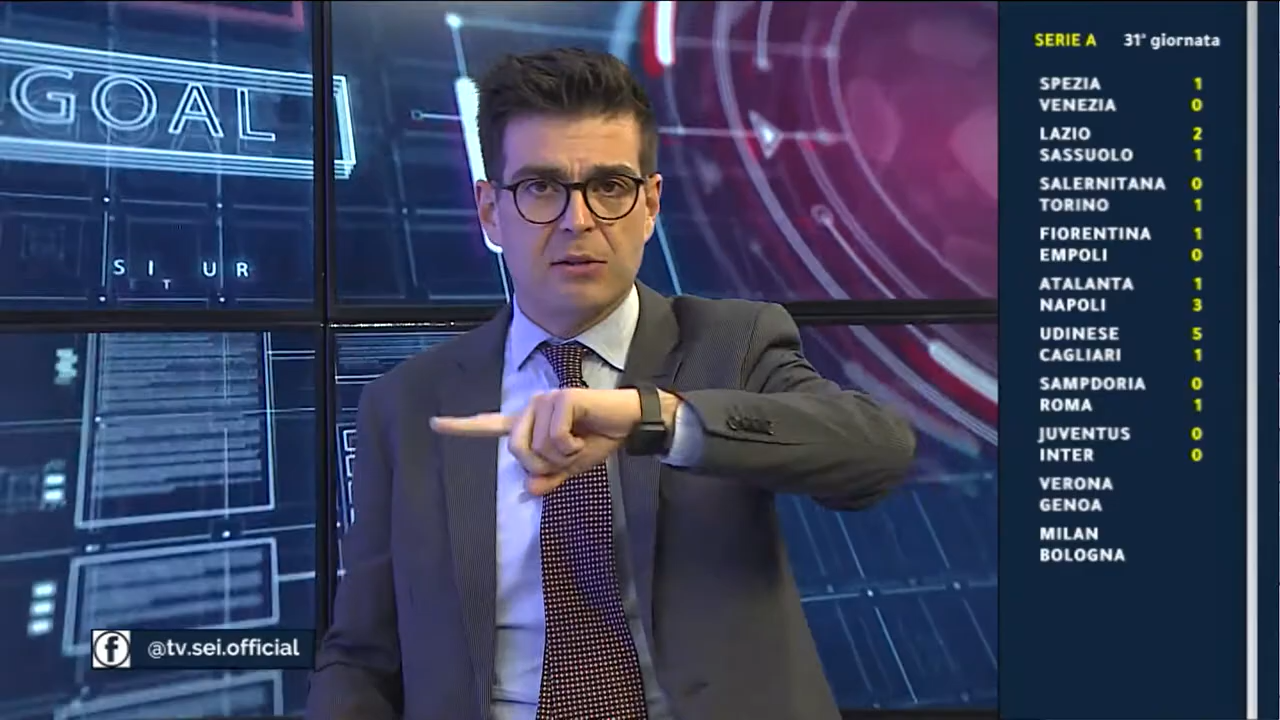 GOAL
SI UR
@tv.sei.official
SERIE A 31ª giornata
SPEZIA 1
VENEZIA 0
LAZIO 2
SASSUOLO 1
SALERNITANA 0
TORINO 1
FIORENTINA 1
EMPOLI 0
ATALANTA 1
NAPOLI 3
UDINESE 5
CAGLIARI 1
SAMPDORIA 0
ROMA 1
JUVENTUS 0
INTER 0
VERONA
GENOA
MILAN
BOLOGNA